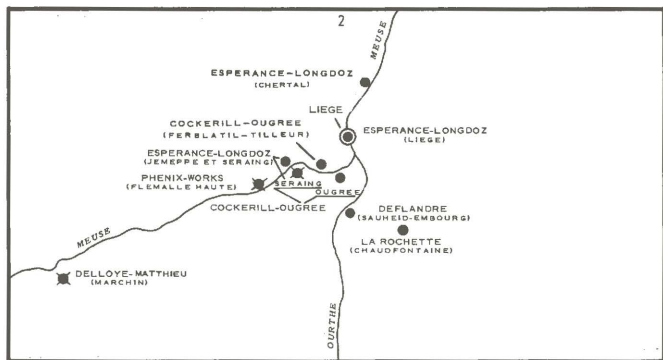 2
MEUSE
ESPERANCE-LONGDOZ
(CHERTAL)
LIEGE
COCKERILL-OUGREE
(FERBLATIL-TILLEUR)
ESPERANCE-LONGDOZ
(LIEGE)
ESPERANCE-LONGDOZ
(JEMEPPE ET SERAING)
PHENIX-WORKS
(FLEMALLE HAUTE)
SERAING
OUGREE
COCKERILL-OUGREE
DEFLANDRE
(SAUHEID-EMBOURG)
LA ROCHETTE
(CHAUDFONTAINE)
MEUSE
DELLOYE-MATTHIEU
(MARCHIN)
OURTHE